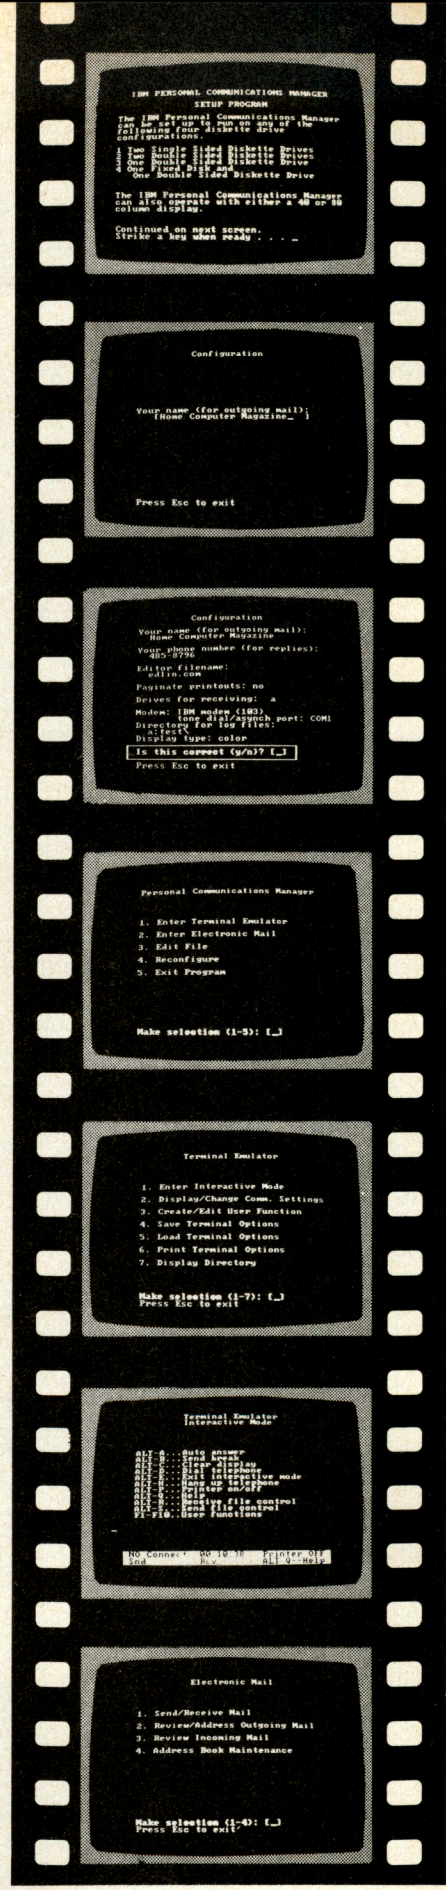 IBM PERSONAL COMMUNICATIONS MANAGER
SETUP PROGRAM
The IBM Personal Communications Manager
can be set up to run on any of the
following four diskette drive
configurations.
1 Two Single Sided Diskette Drives
2 Two Double Sided Diskette Drives
3 One Double Sided Diskette Drive
4 One Fixed Disk and
One Double Sided Diskette Drive
The IBM Personal Communications Manager
can also operate with either a 40 or 80
column display.
Continued on next screen.
Strike a key when ready . . . _
Configuration
Your name (for outgoing mail):
[Home Computer Magazine_ ]
Press Esc to exit
Configuration
Your name (for outgoing mail):
Home Computer Magazine
Your phone number (for replies):
485-8796
Editor filename:
edlin.com
Paginate printouts: no
Drives for receiving: a
Modem: IBM modem (103)
tone dial/asynch port: COM1
Directory for log files:
a:test\
Display type: color
Is this correct (y/n)? [_]
Press Esc to exit
Personal Communications Manager
1. Enter Terminal Emulator
2. Enter Electronic Mail
3. Edit File
4. Reconfigure
5. Exit Program
Make selection (1-5): [_]
Terminal Emulator
1. Enter Interactive Mode
2. Display/Change Comm. Settings
3. Create/Edit User Function
4. Save Terminal Options
5. Load Terminal Options
6. Print Terminal Options
7. Display Directory
Make selection (1-7): [_]
Press Esc to exit
Terminal Emulator
Interactive Mode
ALT-A...Auto answer
ALT-B...Send break
ALT-C...Clear display
ALT-D...Dial telephone
ALT-E...Exit interactive mode
ALT-H...Hang up telephone
ALT-P...Printer on/off
ALT-Q...Help
ALT-R...Receive file control
ALT-S...Send file control
F1-F10..User functions
NO Connect 00:10:38 Printer Off
Snd Rcv ALT Q--Help
Electronic Mail
1. Send/Receive Mail
2. Review/Address Outgoing Mail
3. Review Incoming Mail
4. Address Book Maintenance
Make selection (1-4): [_]
Press Esc to exit